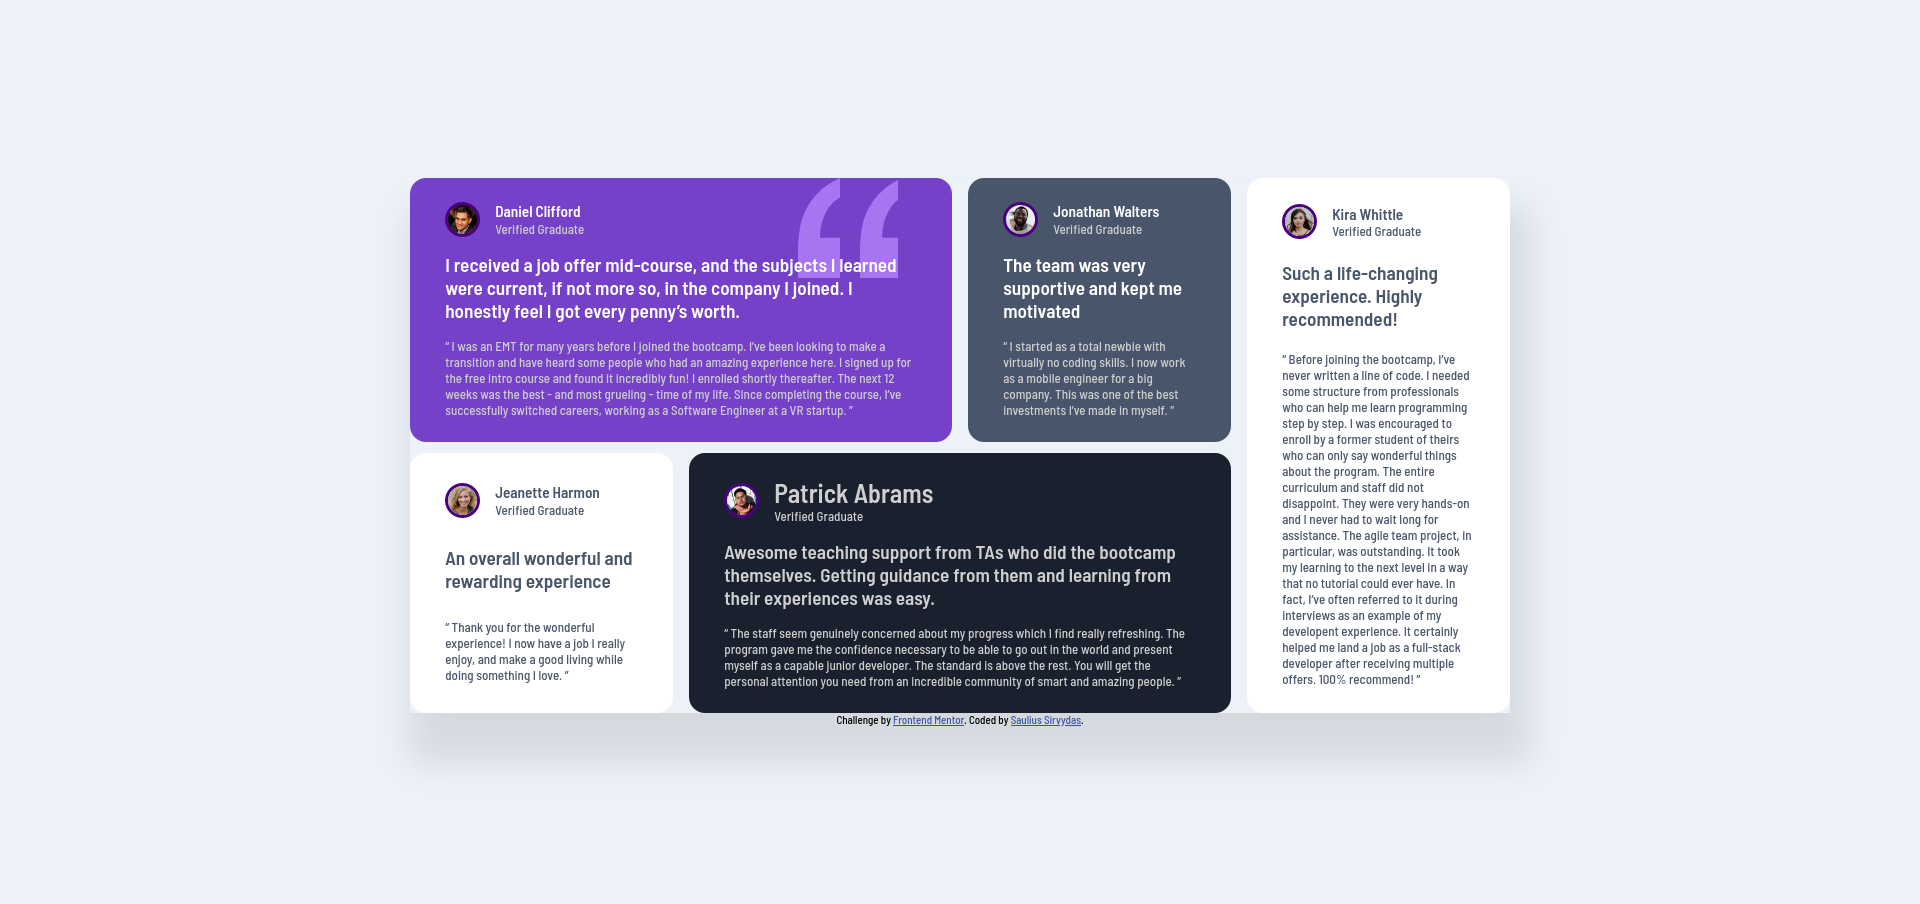 Daniel Clifford
Verified Graduate
I received a job offer mid-course, and the subjects I learned
were current, if not more so, in the company I joined. I
honestly feel I got every penny’s worth.
“ I was an EMT for many years before I joined the bootcamp. I’ve been looking to make a
transition and have heard some people who had an amazing experience here. I signed up for
the free intro course and found it incredibly fun! I enrolled shortly thereafter. The next 12
weeks was the best - and most grueling - time of my life. Since completing the course, I’ve
successfully switched careers, working as a Software Engineer at a VR startup. ”
Jonathan Walters
Verified Graduate
The team was very
supportive and kept me
motivated
“ I started as a total newbie with
virtually no coding skills. I now work
as a mobile engineer for a big
company. This was one of the best
investments I’ve made in myself. ”
Kira Whittle
Verified Graduate
Such a life-changing
experience. Highly
recommended!
“ Before joining the bootcamp, I’ve
never written a line of code. I needed
some structure from professionals
who can help me learn programming
step by step. I was encouraged to
enroll by a former student of theirs
who can only say wonderful things
about the program. The entire
curriculum and staff did not
disappoint. They were very hands-on
and I never had to wait long for
assistance. The agile team project, in
particular, was outstanding. It took
my learning to the next level in a way
that no tutorial could ever have. In
fact, I’ve often referred to it during
interviews as an example of my
developent experience. It certainly
helped me land a job as a full-stack
developer after receiving multiple
offers. 100% recommend! “
Jeanette Harmon
Verified Graduate
An overall wonderful and
rewarding experience
“ Thank you for the wonderful
experience! I now have a job I really
enjoy, and make a good living while
doing something I love. ”
Patrick Abrams
Verified Graduate
Awesome teaching support from TAs who did the bootcamp
themselves. Getting guidance from them and learning from
their experiences was easy.
“ The staff seem genuinely concerned about my progress which I find really refreshing. The
program gave me the confidence necessary to be able to go out in the world and present
myself as a capable junior developer. The standard is above the rest. You will get the
personal attention you need from an incredible community of smart and amazing people. ”
Challenge by Frontend Mentor. Coded by Saulius Sirvydas.